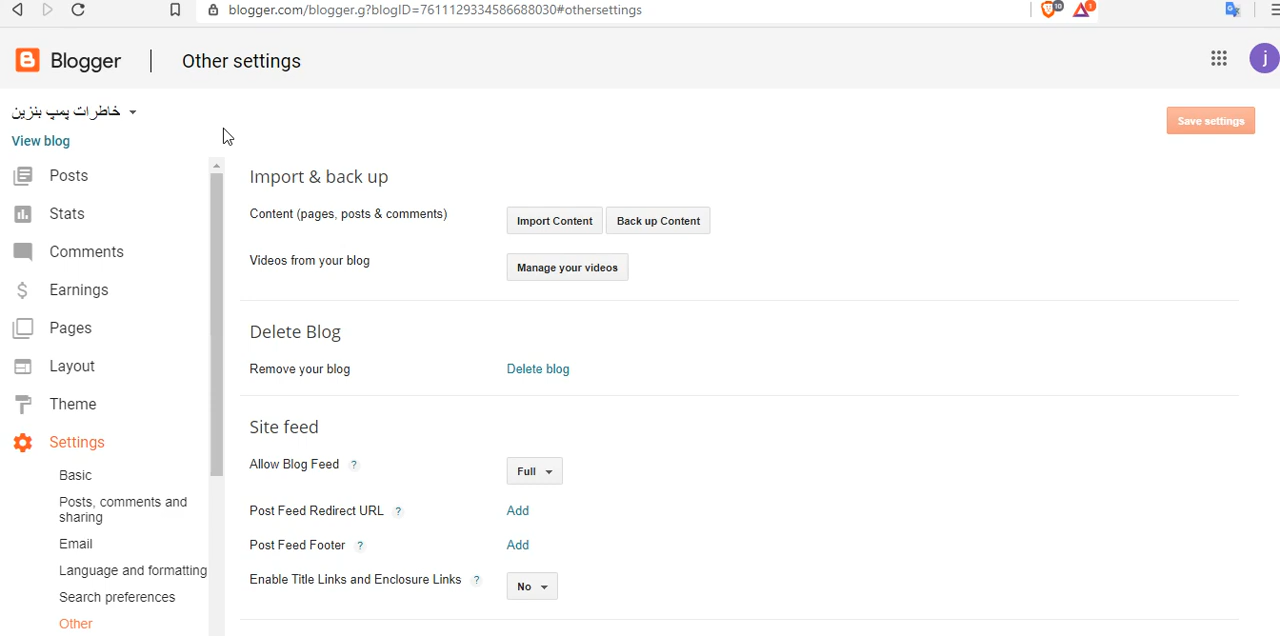 blogger.com/blogger.g?blogID=7611129334586688030#othersettings
10
1
Blogger
Other settings
j
خاطرات پمپ بنزین
View blog
Save settings
Posts
Stats
Comments
Earnings
Pages
Layout
Theme
Settings
Basic
Posts, comments and
sharing
Email
Language and formatting
Search preferences
Other
Import & back up
Content (pages, posts & comments)
Import Content
Back up Content
Videos from your blog
Manage your videos
Delete Blog
Remove your blog
Delete blog
Site feed
Allow Blog Feed ?
Full
Post Feed Redirect URL ?
Add
Post Feed Footer ?
Add
Enable Title Links and Enclosure Links ?
No